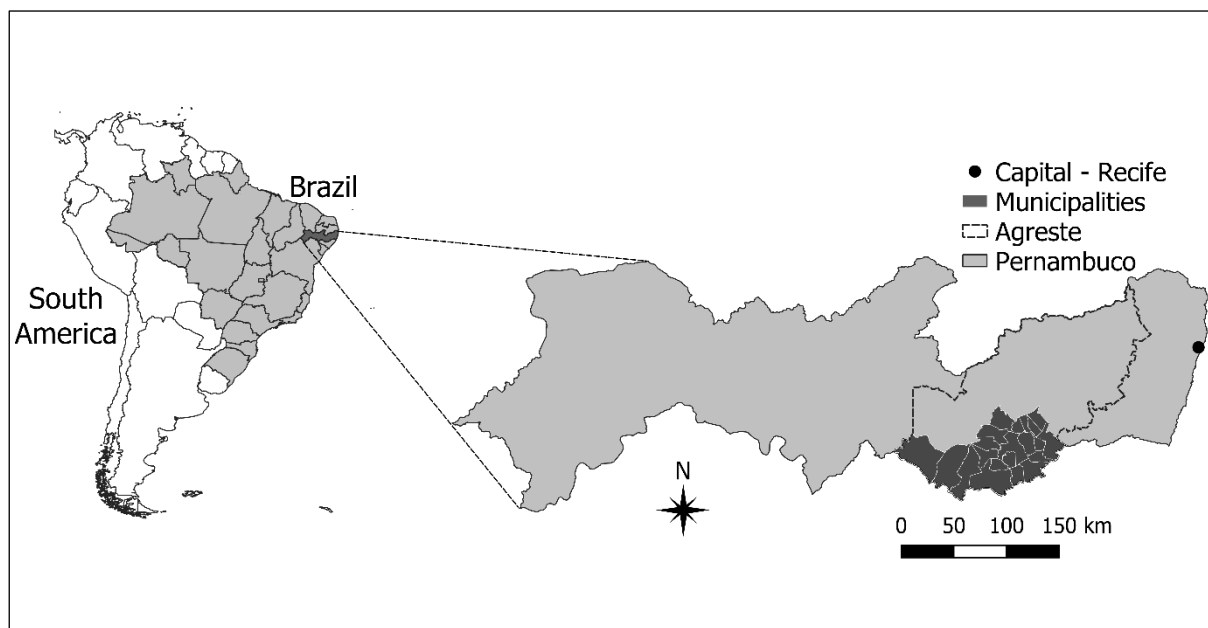 Brazil
South
America
Capital - Recife
Municipalities
Agreste
Pernambuco
N
0 50 100 150 km